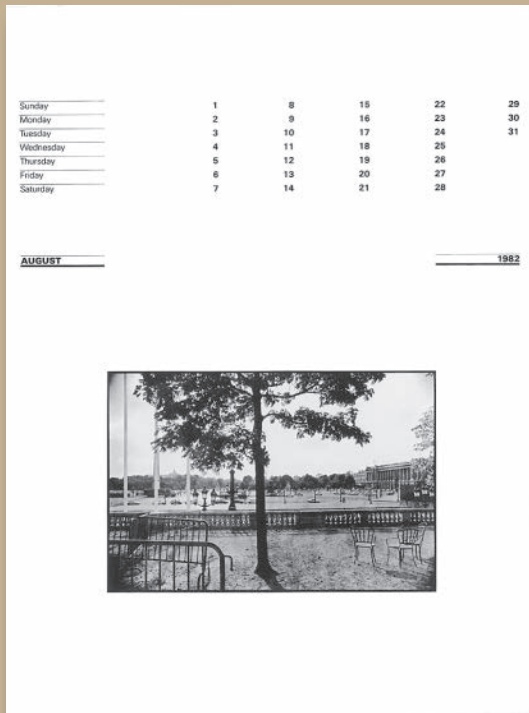 Sunday 1 8 15 22 29
Monday 2 9 16 23 30
Tuesday 3 10 17 24 31
Wednesday 4 11 18 25
Thursday 5 12 19 26
Friday 6 13 20 27
Saturday 7 14 21 28
AUGUST 1982